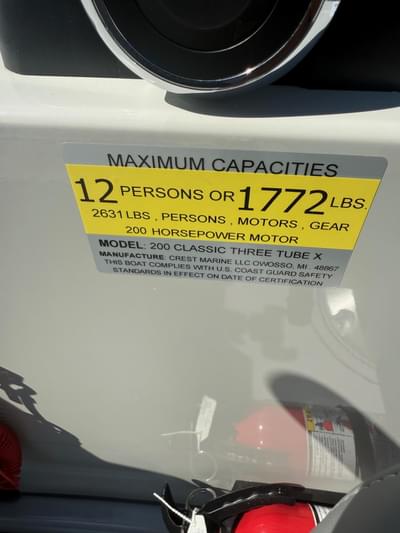 MAXIMUM CAPACITIES
12 PERSONS OR 1772 LBS.
2631 LBS , PERSONS , MOTORS , GEAR
200 HORSEPOWER MOTOR
MODEL: 200 CLASSIC THREE TUBE X
MANUFACTURE: CREST MARINE LLC OWOSSO, MI . 48867
THIS BOAT COMPLIES WITH U.S. COAST GUARD SAFETY
STANDARDS IN EFFECT ON DATE OF CERTIFICATION